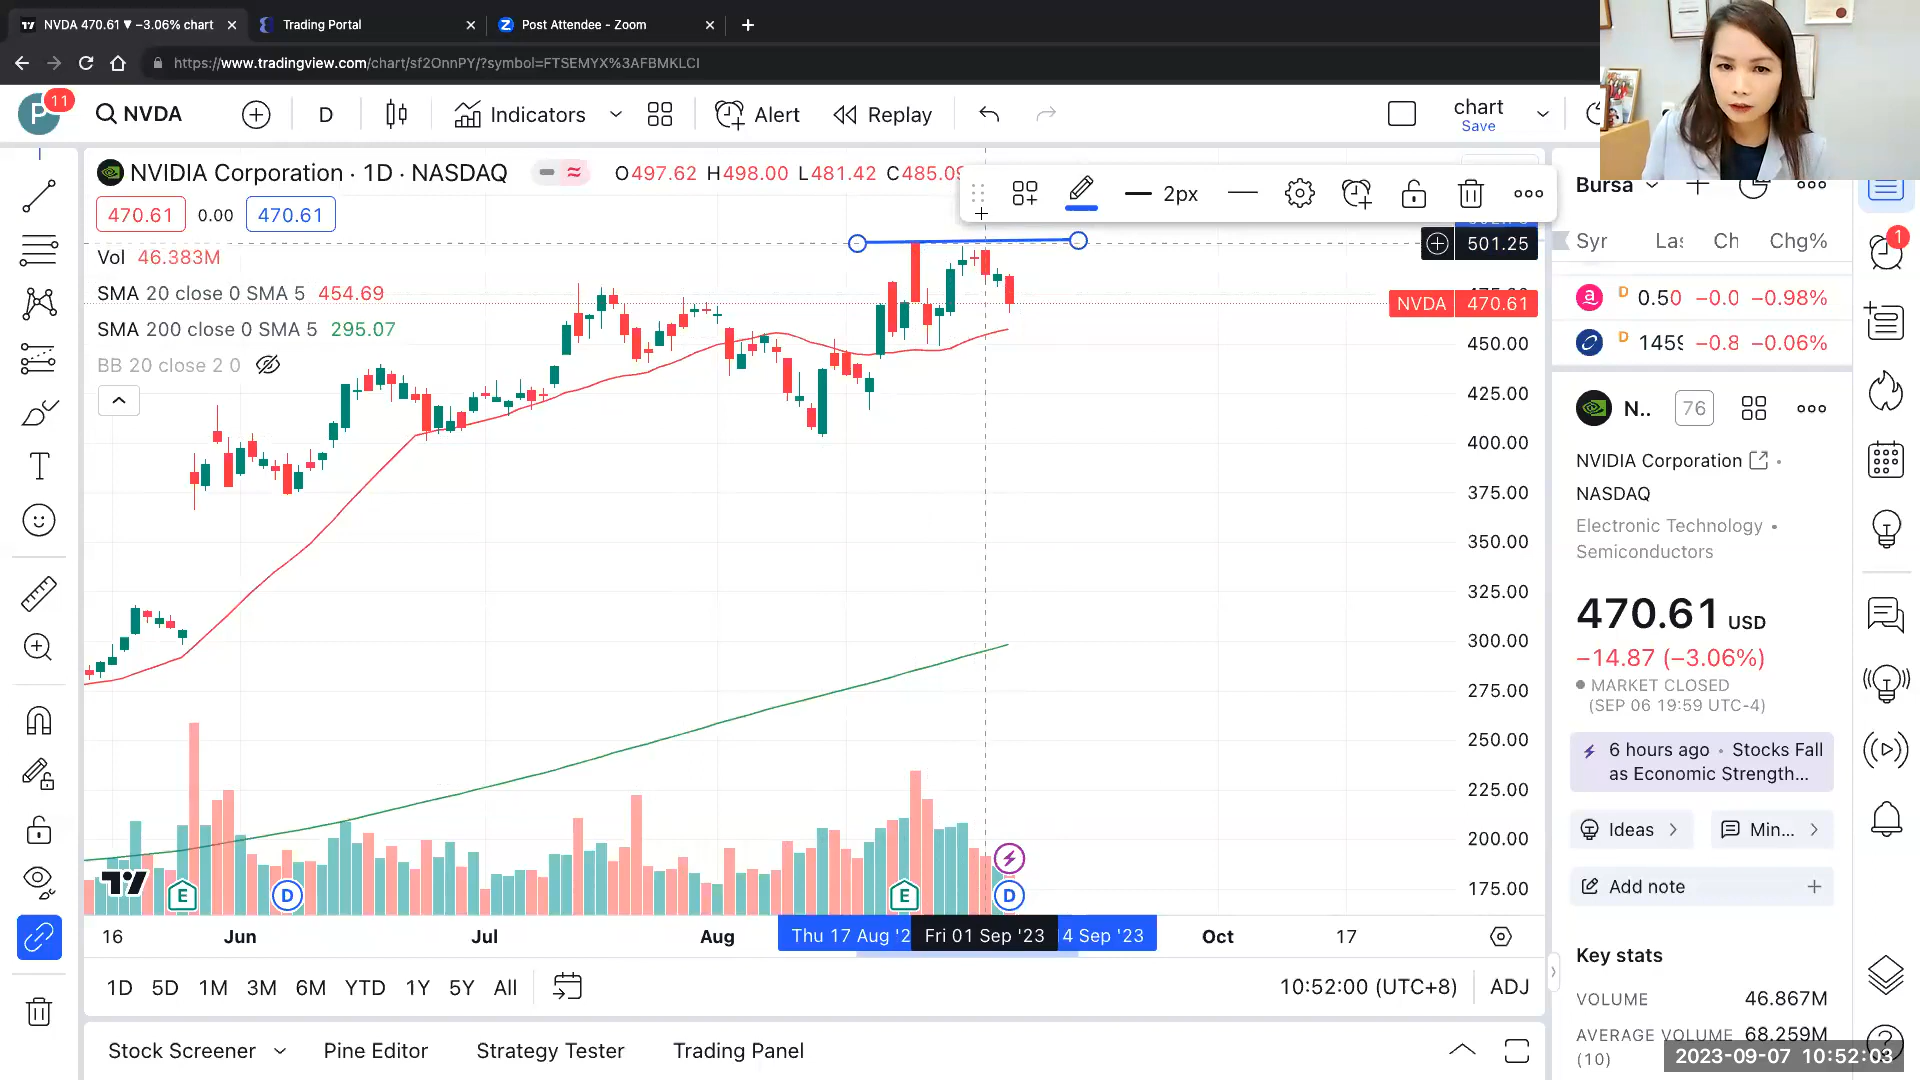 NVDA 470.61 ▼ −3.06% chart
Trading Portal
Post Attendee - Zoom
https://www.tradingview.com/chart/sf2OnnPY/?symbol=FTSEMYX%3AFBMKLCI
P 11
NVDA
D
Indicators
Alert
Replay
chart
Save
NVIDIA Corporation · 1D · NASDAQ
O497.62 H498.00 L481.42 C485.09
2px
470.61 0.00 470.61
Vol 46.383M
SMA 20 close 0 SMA 5 454.69
SMA 200 close 0 SMA 5 295.07
BB 20 close 2 0
501.25
NVDA 470.61
450.00
425.00
400.00
375.00
350.00
325.00
300.00
275.00
250.00
225.00
200.00
175.00
E
D
E
D
16
Jun
Jul
Aug
Thu 17 Aug '2
Fri 01 Sep '23
4 Sep '23
Oct
17
1D 5D 1M 3M 6M YTD 1Y 5Y All
10:52:00 (UTC+8)
ADJ
Stock Screener
Pine Editor
Strategy Tester
Trading Panel
Bursa
Chg%
D 0.50 −0.0 −0.98%
D −0.8 −0.06%
N.. 76
NVIDIA Corporation
NASDAQ
Electronic Technology •
Semiconductors
470.61 USD
−14.87 (−3.06%)
MARKET CLOSED
(SEP 06 19:59 UTC-4)
6 hours ago • Stocks Fall
as Economic Strength...
Ideas
Min...
Add note
Key stats
VOLUME 46.867M
AVERAGE VOLUME 68.259M
(10)
2023-09-07 10:52:03
1